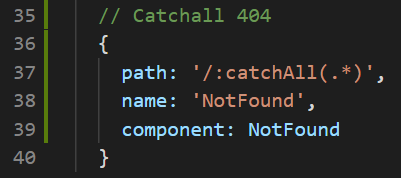 35 // Catchall 404
36 {
37 path: '/:catchAll(.*)',
38 name: 'NotFound',
39 component: NotFound
40 }